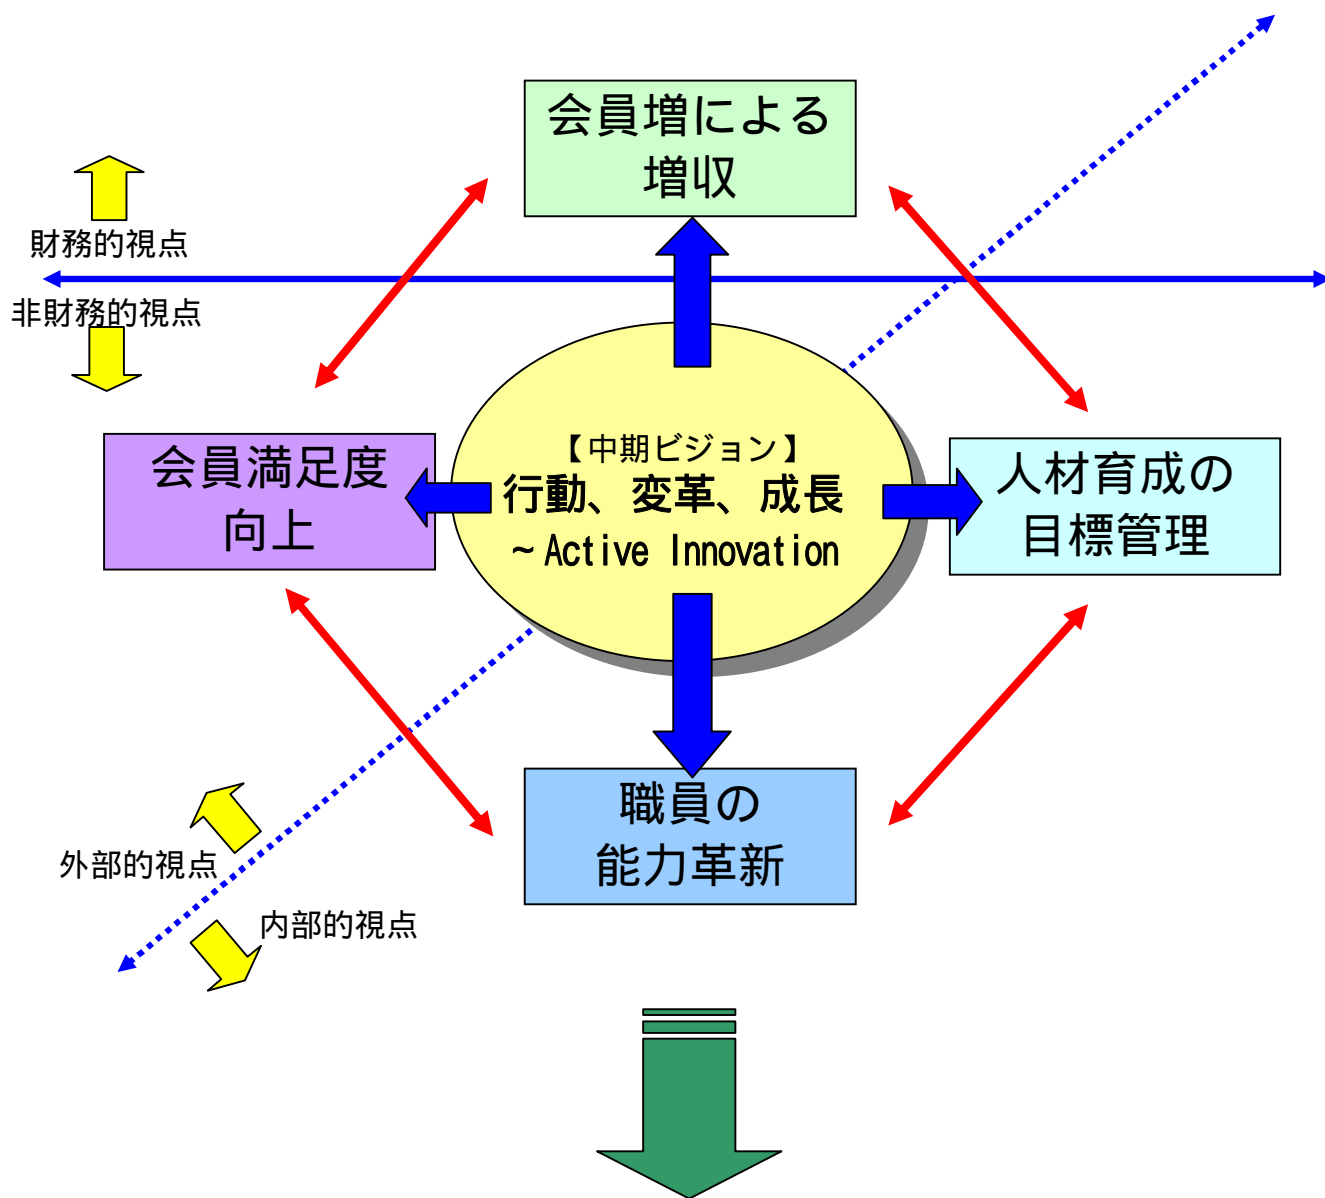 会員増による
増収
財務的視点
非財務的視点
会員満足度
向上
【中期ビジョン】
行動、変革、成長
～Active Innovation
人材育成の
目標管理
職員の
能力革新
外部的視点
内部的視点